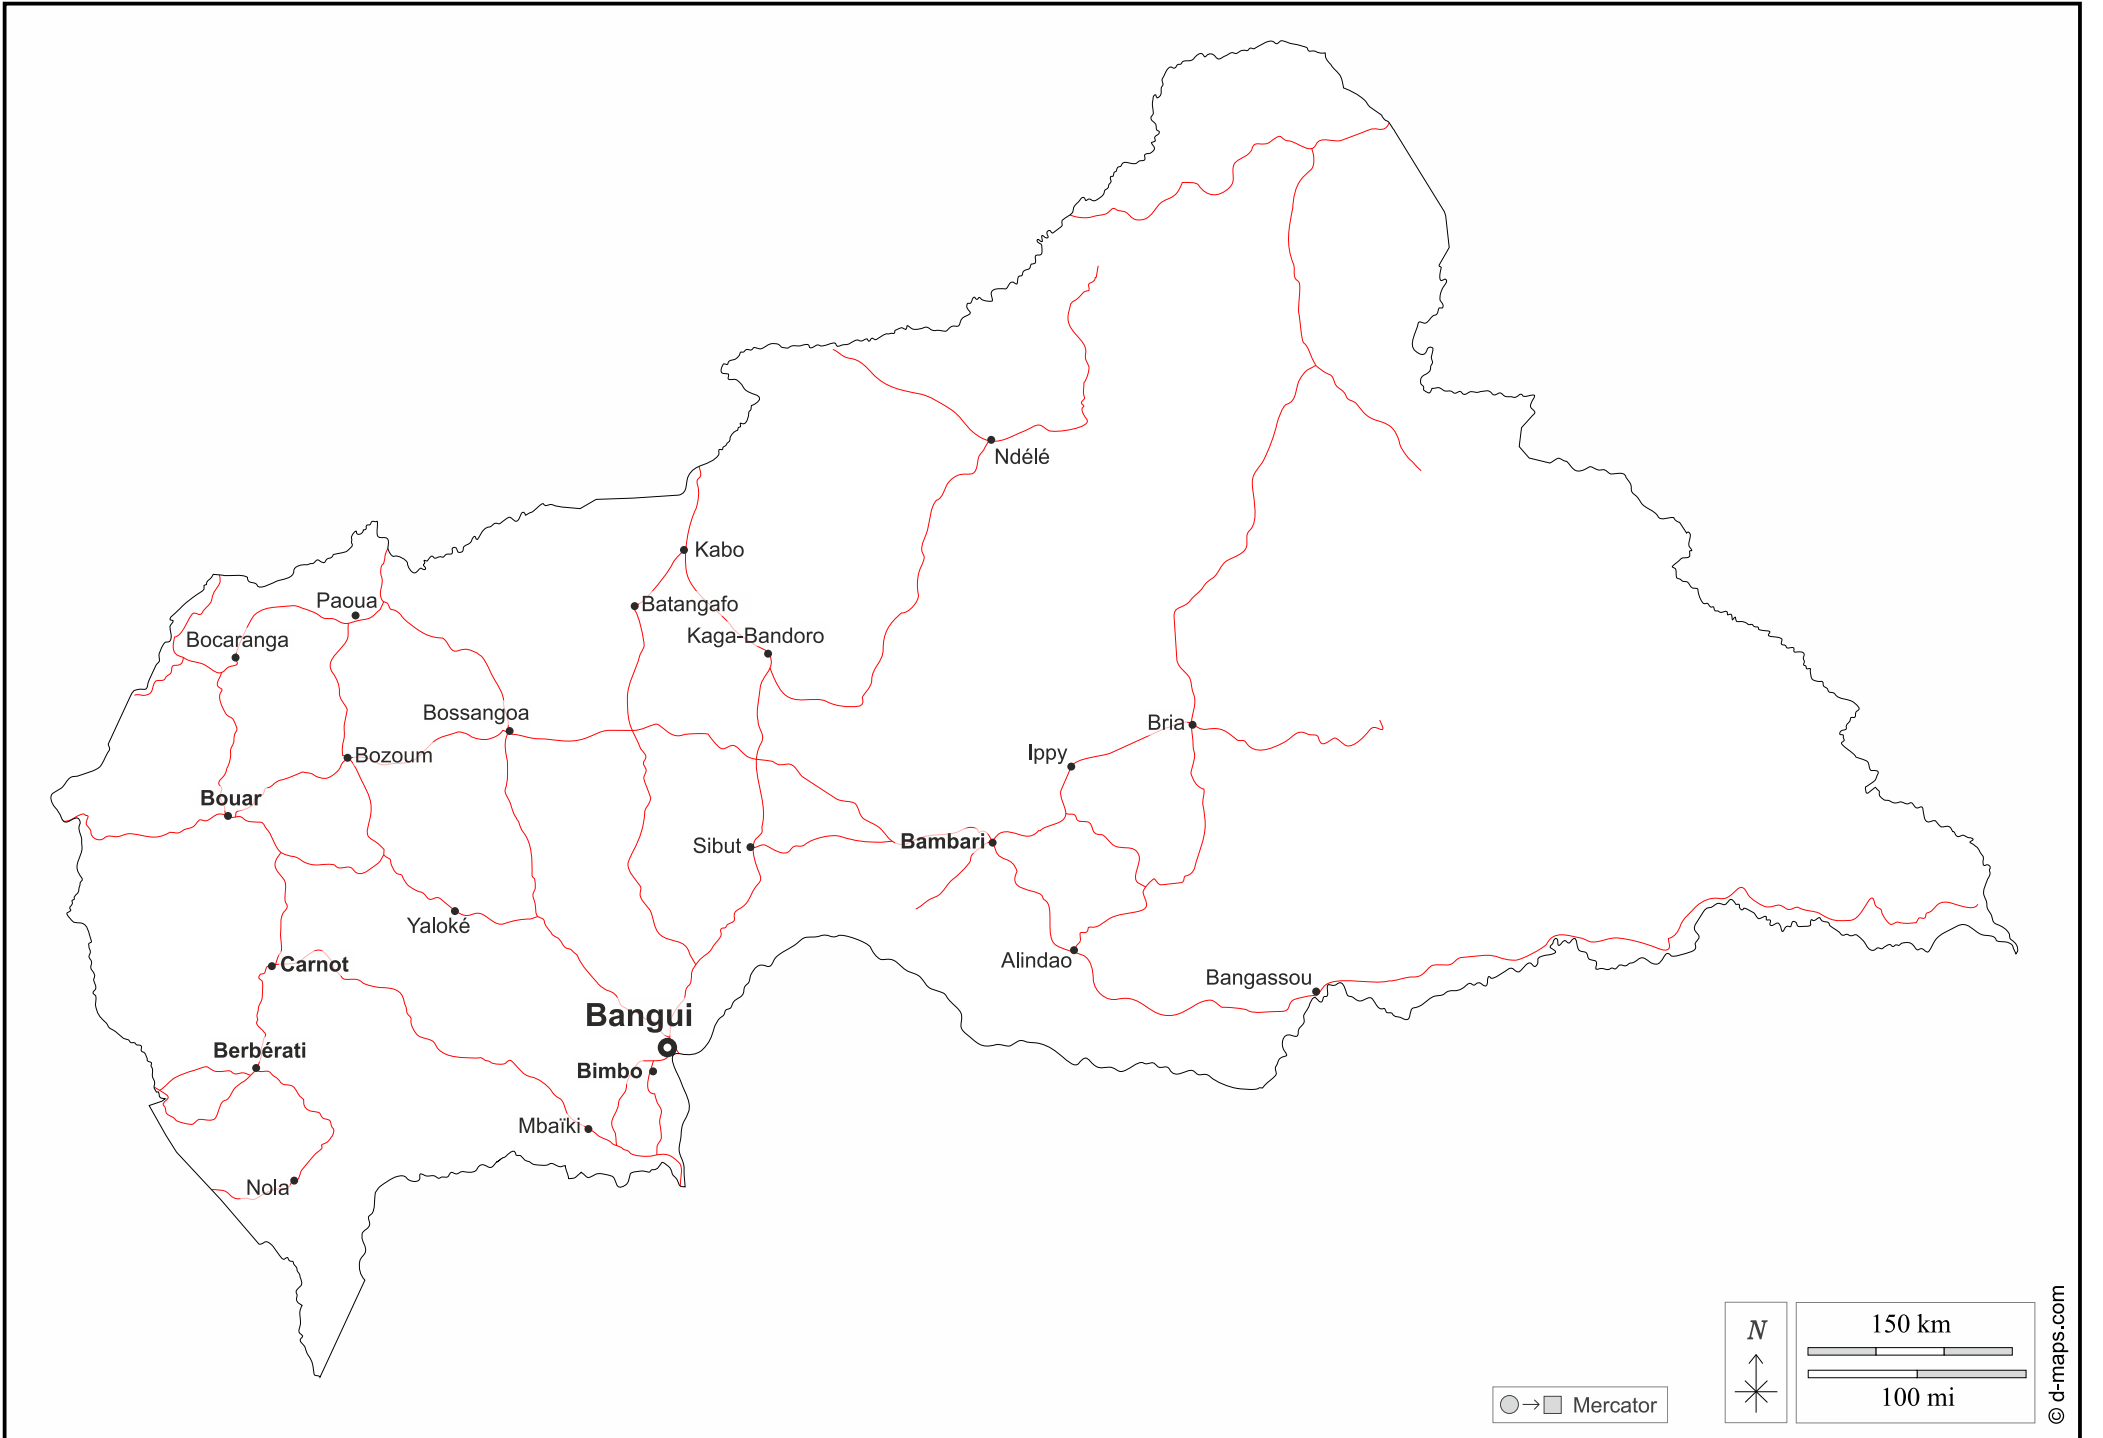 Ndélé
Kabo
Paoua
Batangafo
Bocaranga
Kaga-Bandoro
Bossangoa
Bria
Bozoum
Ippy
Bouar
Sibut
Bambari
Yaloké
Carnot
Alindao
Bangassou
Bangui
Berbérati
Bimbo
Mbaïki
Nola
N
150 km
100 mi
Mercator
© d-maps.com